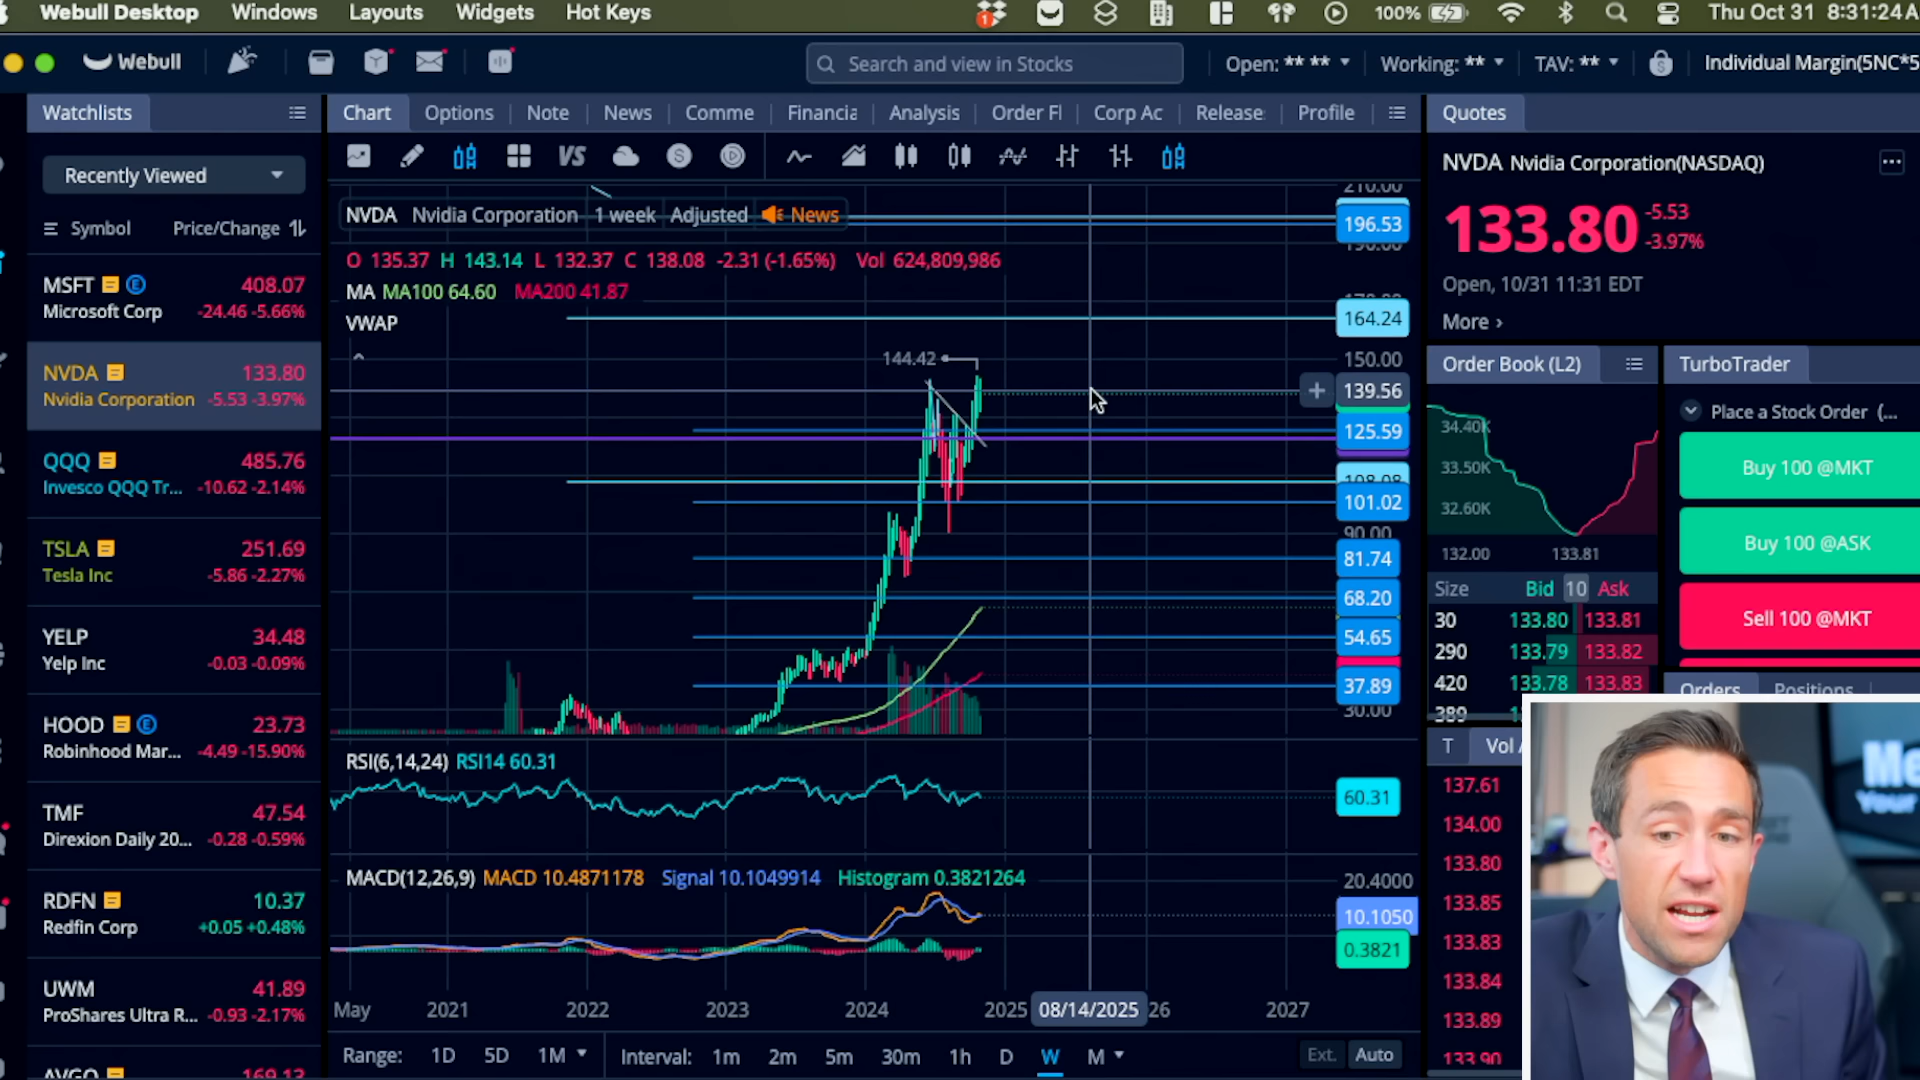 Webull Desktop Windows Layouts Widgets Hot Keys 1 100% Thu Oct 31 8:31:24
Webull Search and view in Stocks Open: ** ** Working: ** TAV: ** Individual Margin(5NC*5
Watchlists
Recently Viewed
Symbol Price/Change
MSFT E 408.07
Microsoft Corp -24.46 -5.66%
NVDA 133.80
Nvidia Corporation -5.53 -3.97%
QQQ 485.76
Invesco QQQ Tr... -10.62 -2.14%
TSLA 251.69
Tesla Inc -5.86 -2.27%
YELP 34.48
Yelp Inc -0.03 -0.09%
HOOD E 23.73
Robinhood Mar... -4.49 -15.90%
TMF 47.54
Direxion Daily 20... -0.28 -0.59%
RDFN 10.37
Redfin Corp +0.05 +0.48%
UWM 41.89
ProShares Ultra R... -0.93 -2.17%
AVGO 169.13
Chart Options Note News Comme Financia Analysis Order Fl Corp Ac Release Profile
VS S
NVDA Nvidia Corporation 1 week Adjusted News
O 135.37 H 143.14 L 132.37 C 138.08 -2.31 (-1.65%) Vol 624,809,986
MA MA100 64.60 MA200 41.87
VWAP
144.42
210.00
196.53
190.00
164.24
150.00
139.56
125.59
108.08
101.02
90.00
81.74
68.20
54.65
37.89
30.00
RSI(6,14,24) RSI14 60.31
60.31
MACD(12,26,9) MACD 10.4871178 Signal 10.1049914 Histogram 0.3821264
20.4000
10.1050
0.3821
May 2021 2022 2023 2024 2025 08/14/2025 26 2027
Range: 1D 5D 1M Interval: 1m 2m 5m 30m 1h D W M Ext. Auto
Quotes
NVDA Nvidia Corporation(NASDAQ)
133.80 -5.53
-3.97%
Open, 10/31 11:31 EDT
More
Order Book (L2)
34.40K
33.50K
32.60K
132.00 133.81
Size Bid 10 Ask
30 133.80 133.81
290 133.79 133.82
420 133.78 133.83
389
T Vol
137.61
134.00
133.80
133.85
133.83
133.84
133.89
133.90
TurboTrader
Place a Stock Order (...
Buy 100 @MKT
Buy 100 @ASK
Sell 100 @MKT
Orders Positions
Me
Your